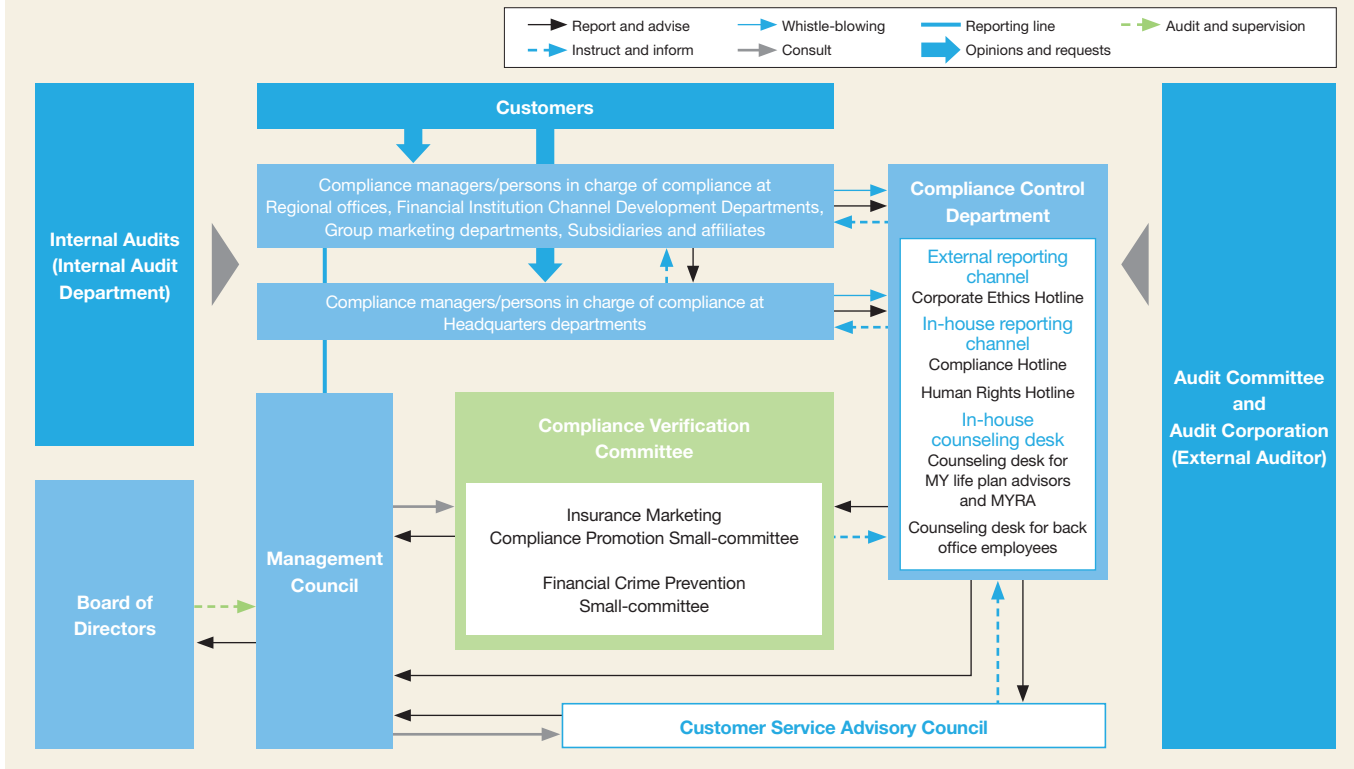 Report and advise
Whistle-blowing
Reporting line
Audit and supervision
Instruct and inform
Consult
Opinions and requests
Internal Audits
(Internal Audit
Department)
Customers
Compliance managers/persons in charge of compliance at
Regional offices, Financial Institution Channel Development Departments,
Group marketing departments, Subsidiaries and affiliates
Compliance managers/persons in charge of compliance at
Headquarters departments
Compliance Control
Department
External reporting
channel
Corporate Ethics Hotline
In-house reporting
channel
Compliance Hotline
Human Rights Hotline
In-house
counseling desk
Counseling desk for
MY life plan advisors
and MYRA
Counseling desk for back
office employees
Audit Committee
and
Audit Corporation
(External Auditor)
Board of
Directors
Management
Council
Compliance Verification
Committee
Insurance Marketing
Compliance Promotion Small-committee
Financial Crime Prevention
Small-committee
Customer Service Advisory Council